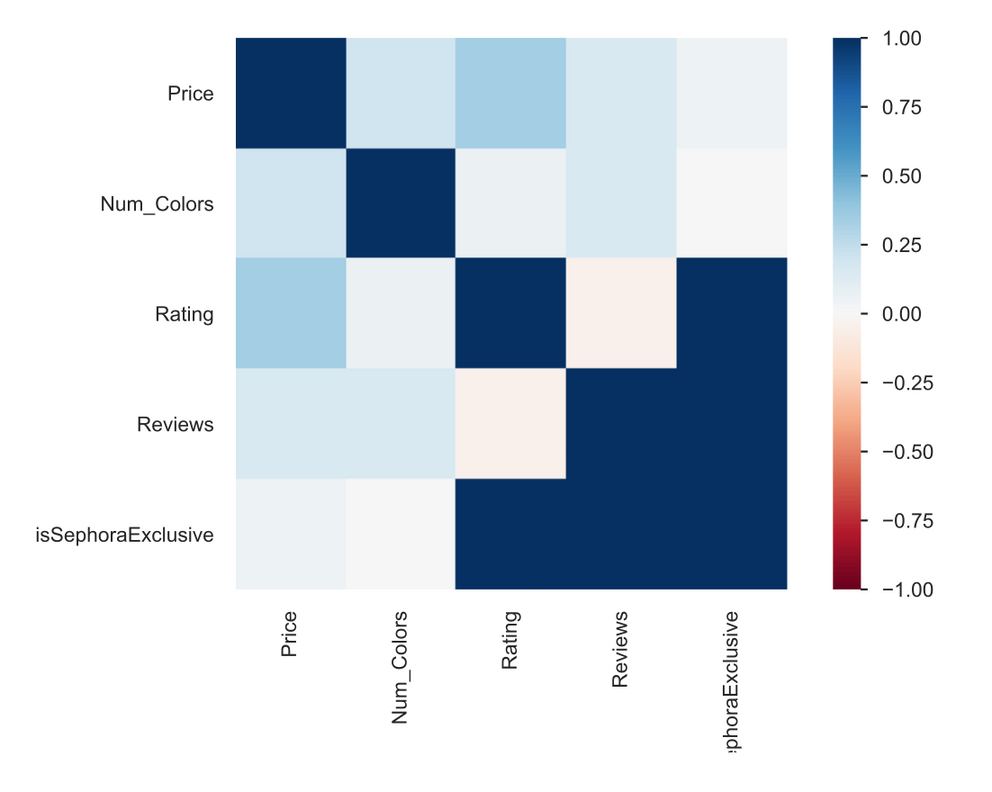 Price
Num_Colors
Rating
Reviews
isSephoraExclusive
1.00
0.75
0.50
0.25
0.00
−0.25
−0.50
−0.75
−1.00
Price
Num_Colors
Rating
Reviews
phoraExclusive